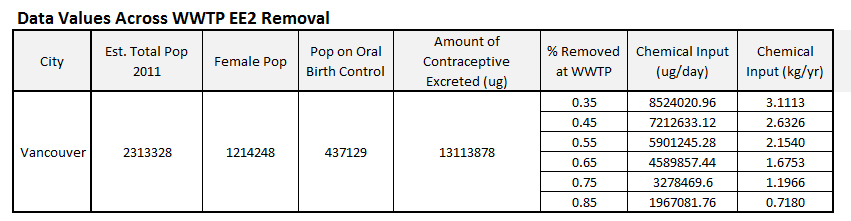 Data Values Across WWTP EE2 Removal
City | Est. Total Pop 2011 | Female Pop | Pop on Oral Birth Control | Amount of Contraceptive Excreted (ug) | % Removed at WWTP | Chemical Input (ug/day) | Chemical Input (kg/yr)
Vancouver | 2313328 | 1214248 | 437129 | 13113878 | 0.35 | 8524020.96 | 3.1113
0.45 | 7212633.12 | 2.6326
0.55 | 5901245.28 | 2.1540
0.65 | 4589857.44 | 1.6753
0.75 | 3278469.6 | 1.1966
0.85 | 1967081.76 | 0.7180